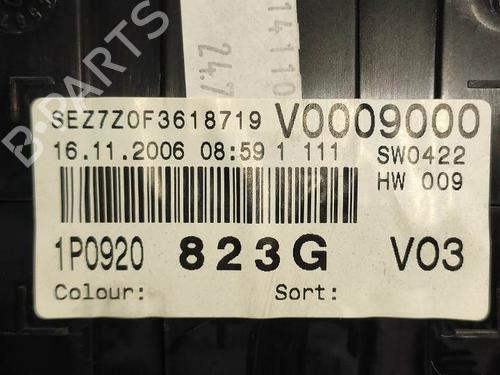 SEZ7Z0F3618719 V0009000
16.11.2006 08:59 1 111 SW0422
HW 009
1P0920 823G V03
Colour: Sort:
B-PARTS